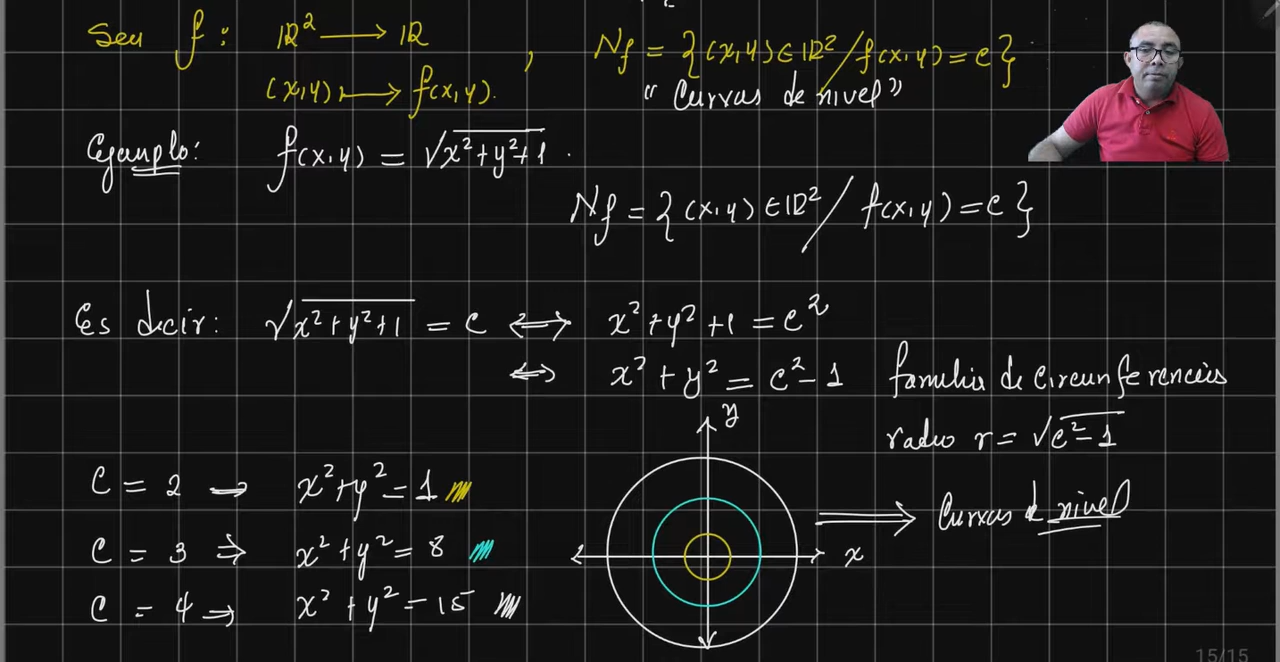 Sea f: ℝ² ⟶ ℝ , Nf = {(x,y) ∈ ℝ² / f(x,y) = c}
(x,y) ⟼ f(x,y). "Curvas de nivel"
Ejemplo: f(x,y) = √(x²+y²+1) .
Nf = {(x,y) ∈ ℝ² / f(x,y) = c}
Es decir: √(x²+y²+1) = c ⟺ x²+y²+1 = c²
⟺ x²+y² = c²-1 familia de circunferencias
radio r = √(c²-1)
y
C = 2 ⇒ x²+y² = 1
⟹ Curvas de nivel
C = 3 ⇒ x²+y² = 8
x
C = 4 ⇒ x²+y² = 15
15/15